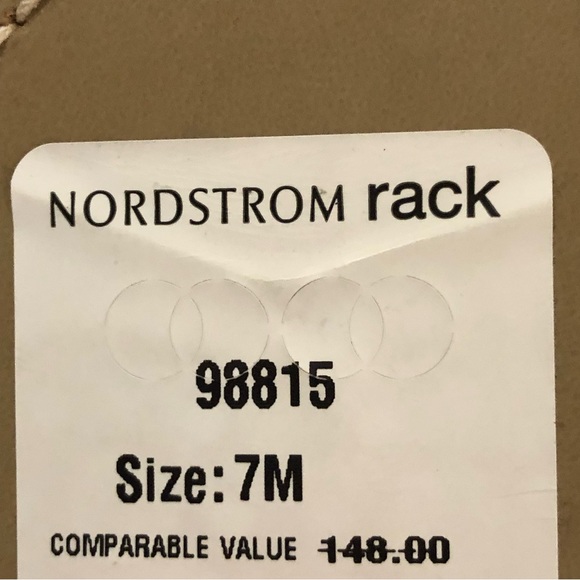 NORDSTROM rack
98815
Size: 7M
COMPARABLE VALUE 148.00